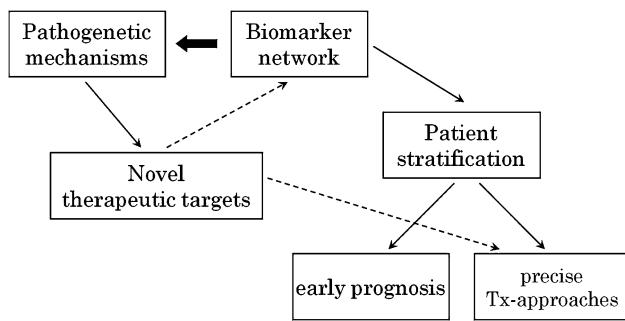 Pathogenetic
mechanisms
Biomarker
network
Patient
stratification
Novel
therapeutic targets
early prognosis
precise
Tx-approaches